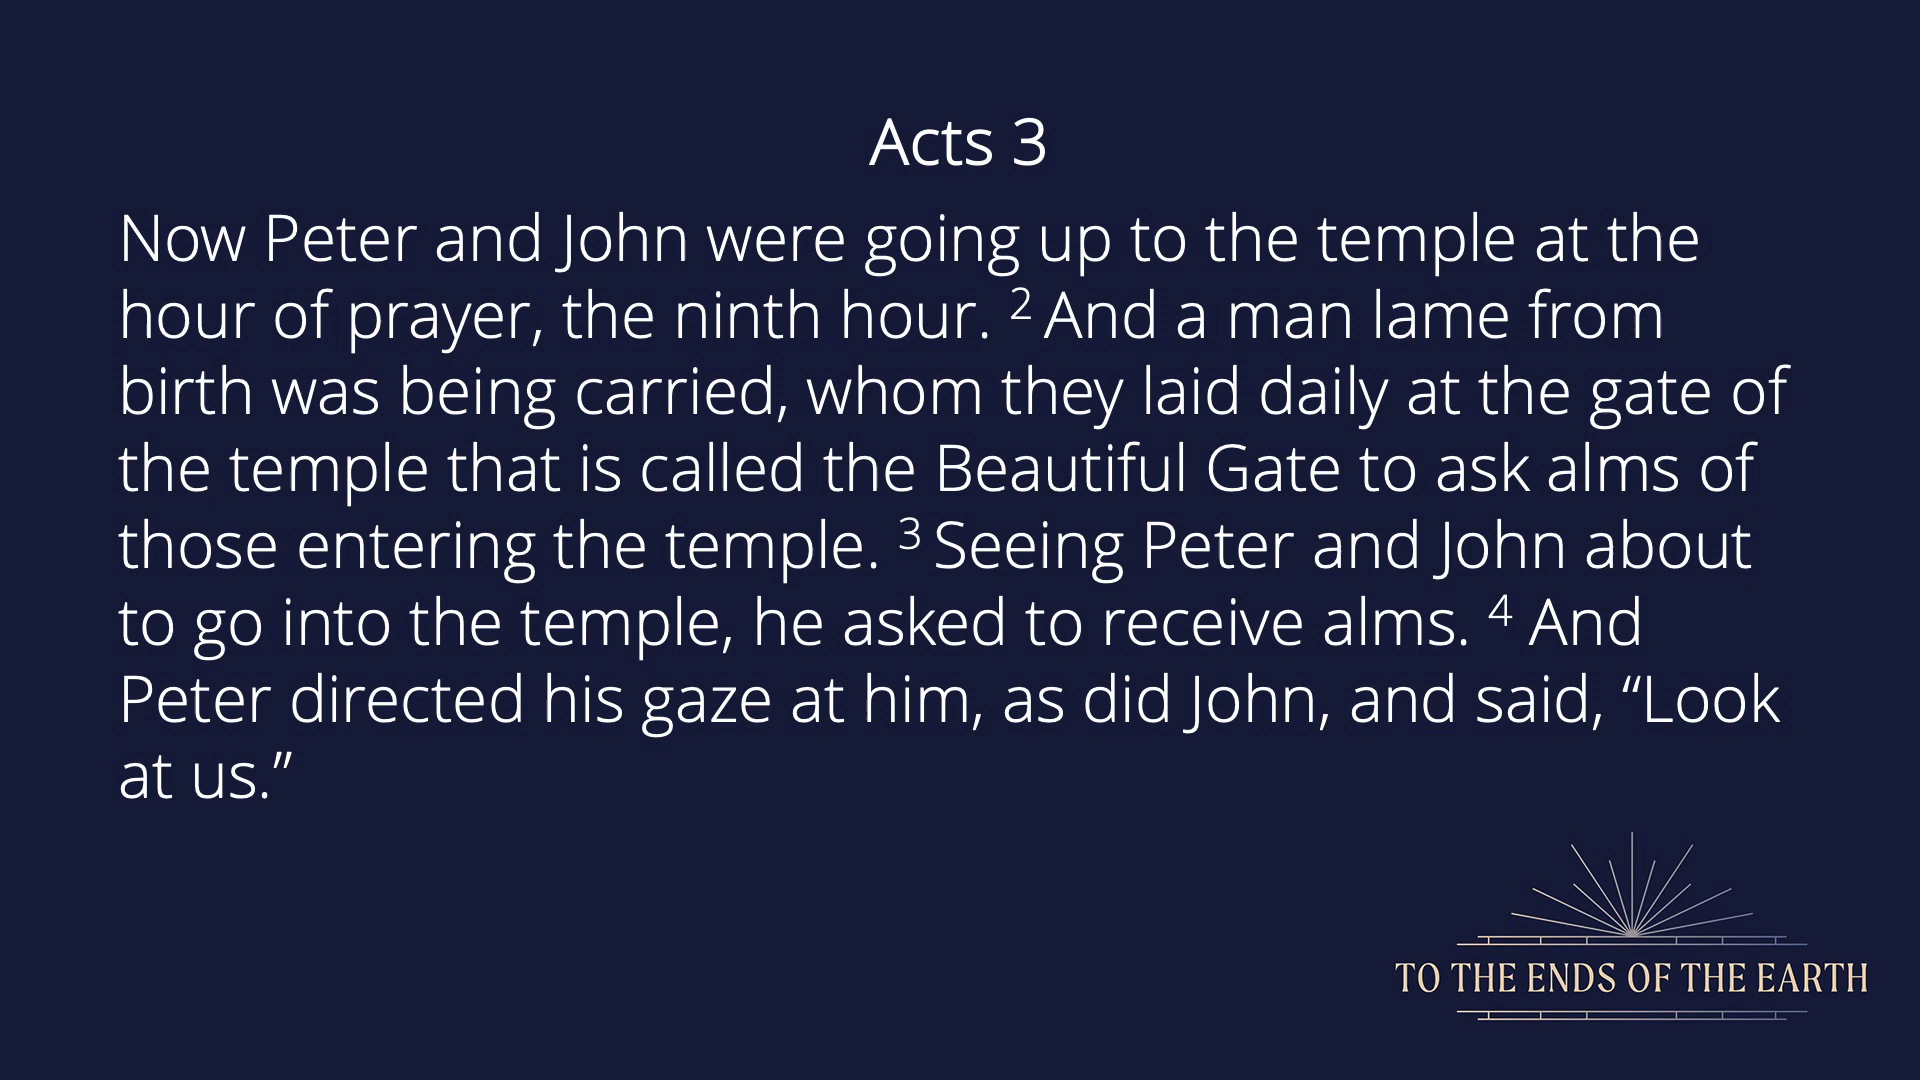 Acts 3
Now Peter and John were going up to the temple at the
hour of prayer, the ninth hour. 2 And a man lame from
birth was being carried, whom they laid daily at the gate of
the temple that is called the Beautiful Gate to ask alms of
those entering the temple. 3 Seeing Peter and John about
to go into the temple, he asked to receive alms. 4 And
Peter directed his gaze at him, as did John, and said, “Look
at us.”
TO THE ENDS OF THE EARTH